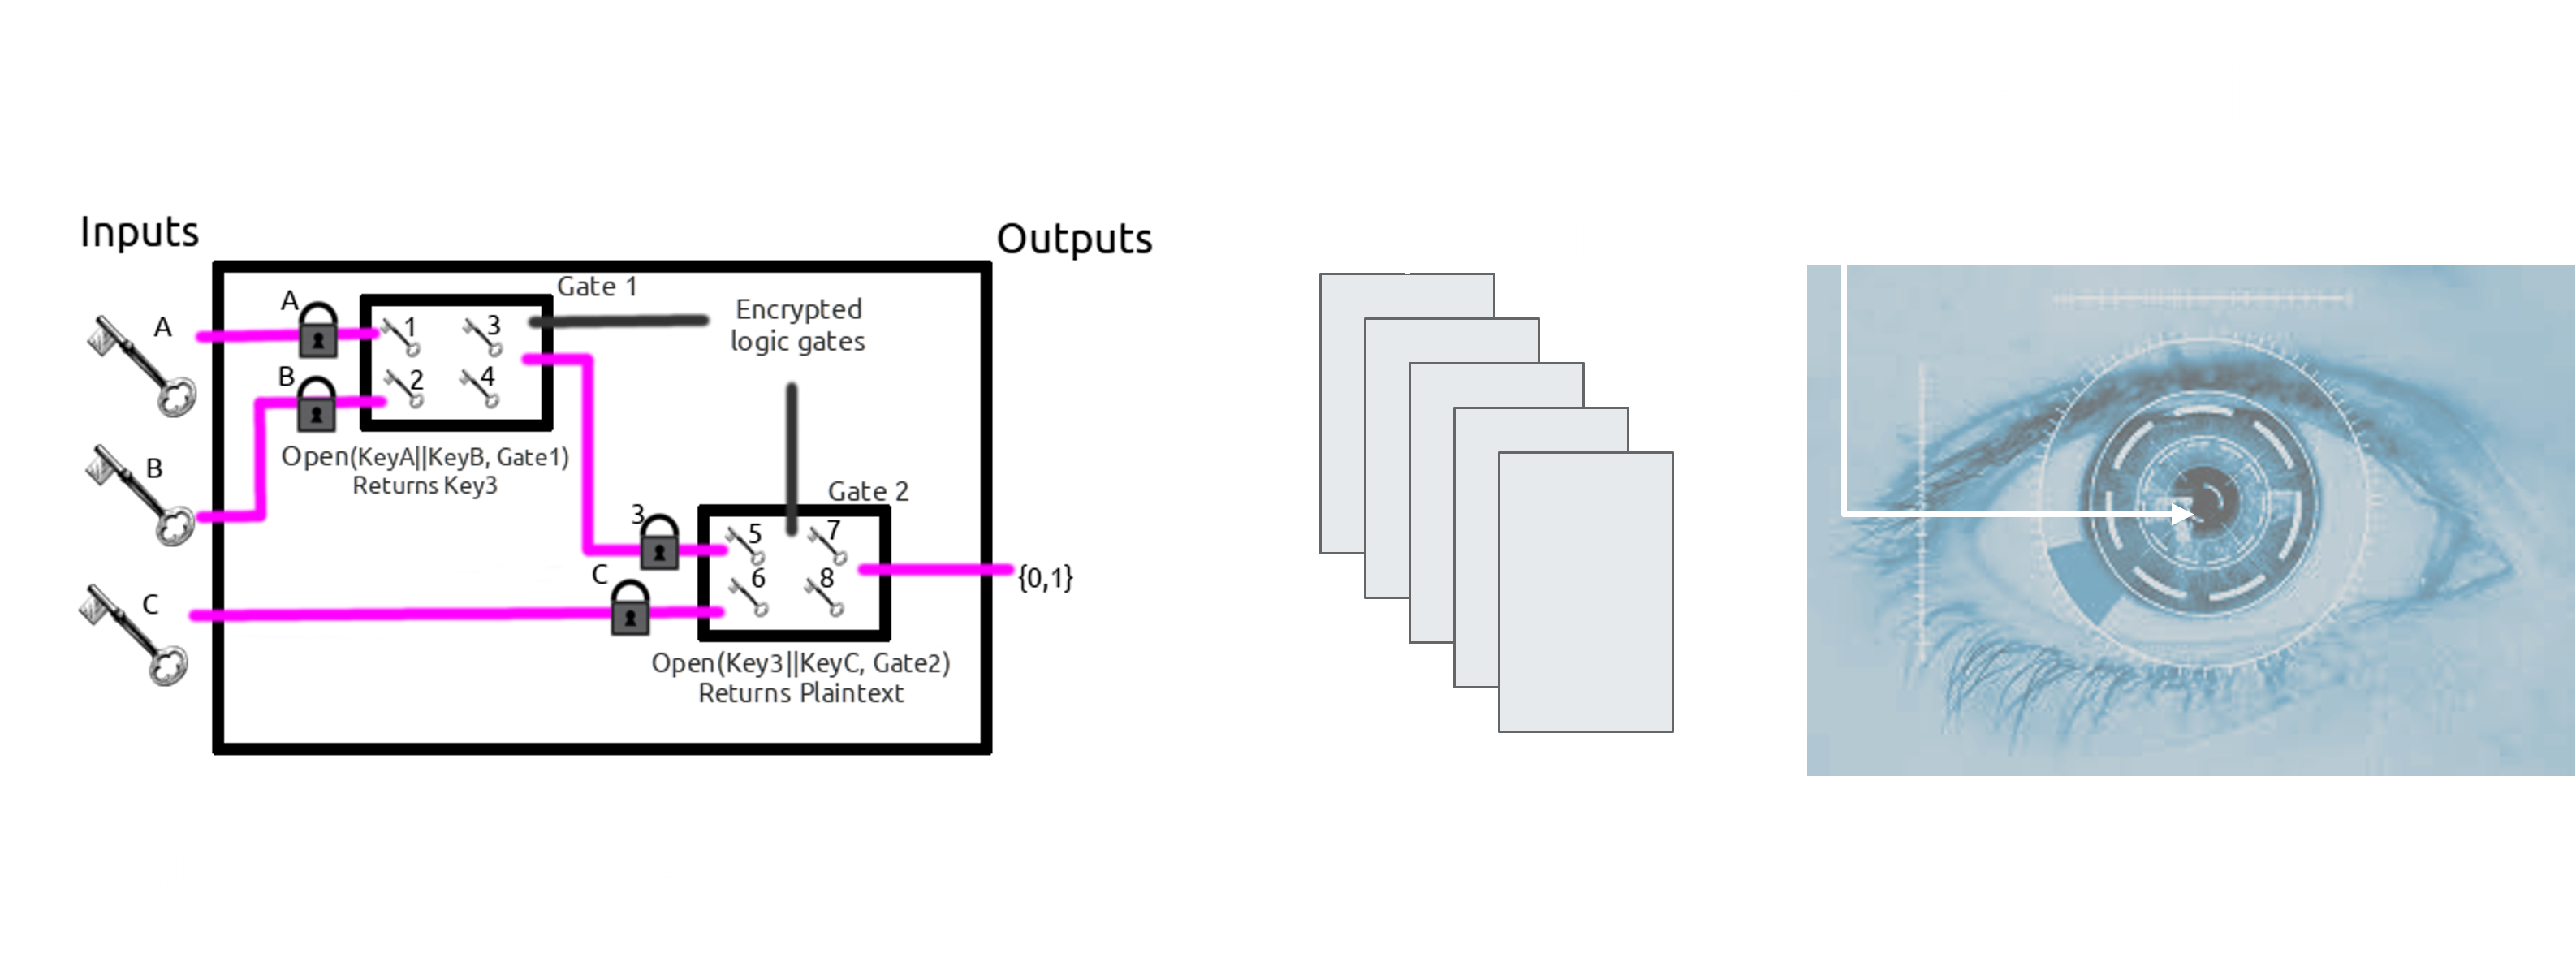 Inputs
Outputs
A
B
C
A
B
Gate 1
1
3
2
4
Encrypted
logic gates
Open(KeyA||KeyB, Gate1)
Returns Key3
3
C
Gate 2
5
7
6
8
{0,1}
Open(Key3||KeyC, Gate2)
Returns Plaintext